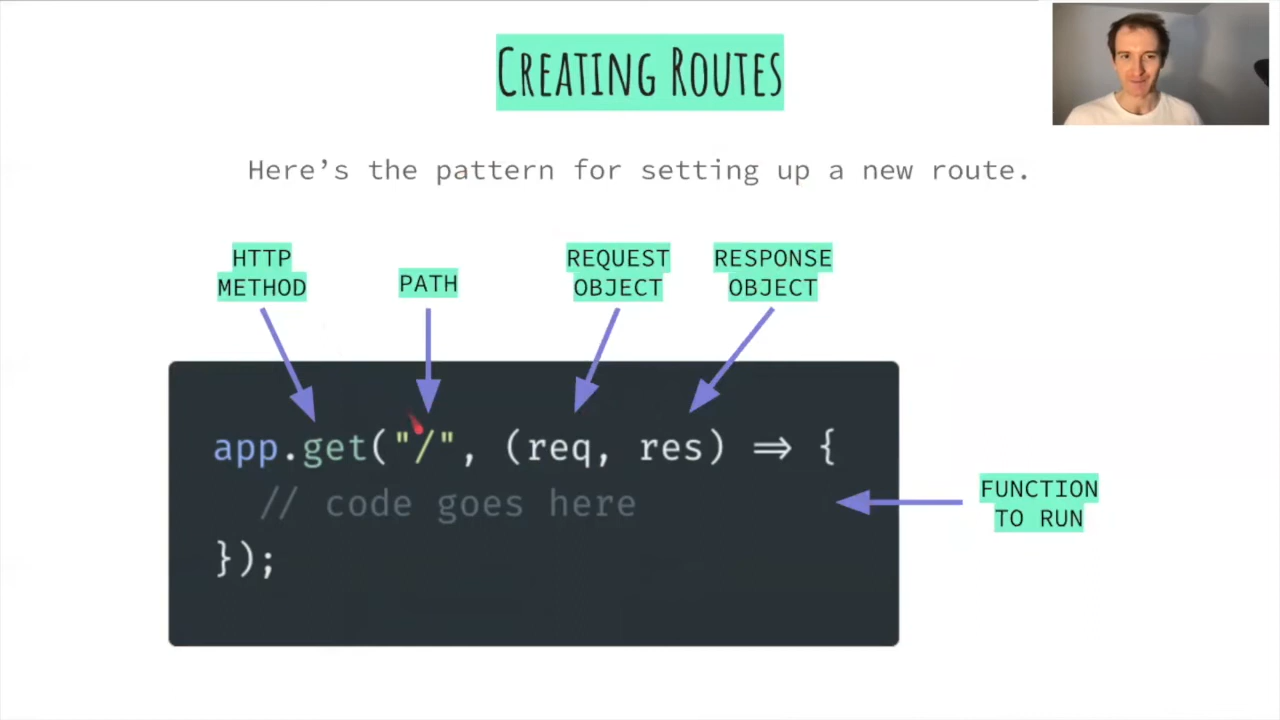 CREATING ROUTES
Here’s the pattern for setting up a new route.
HTTP
METHOD
PATH
REQUEST
OBJECT
RESPONSE
OBJECT
app.get("/", (req, res) => {
// code goes here
});
FUNCTION
TO RUN